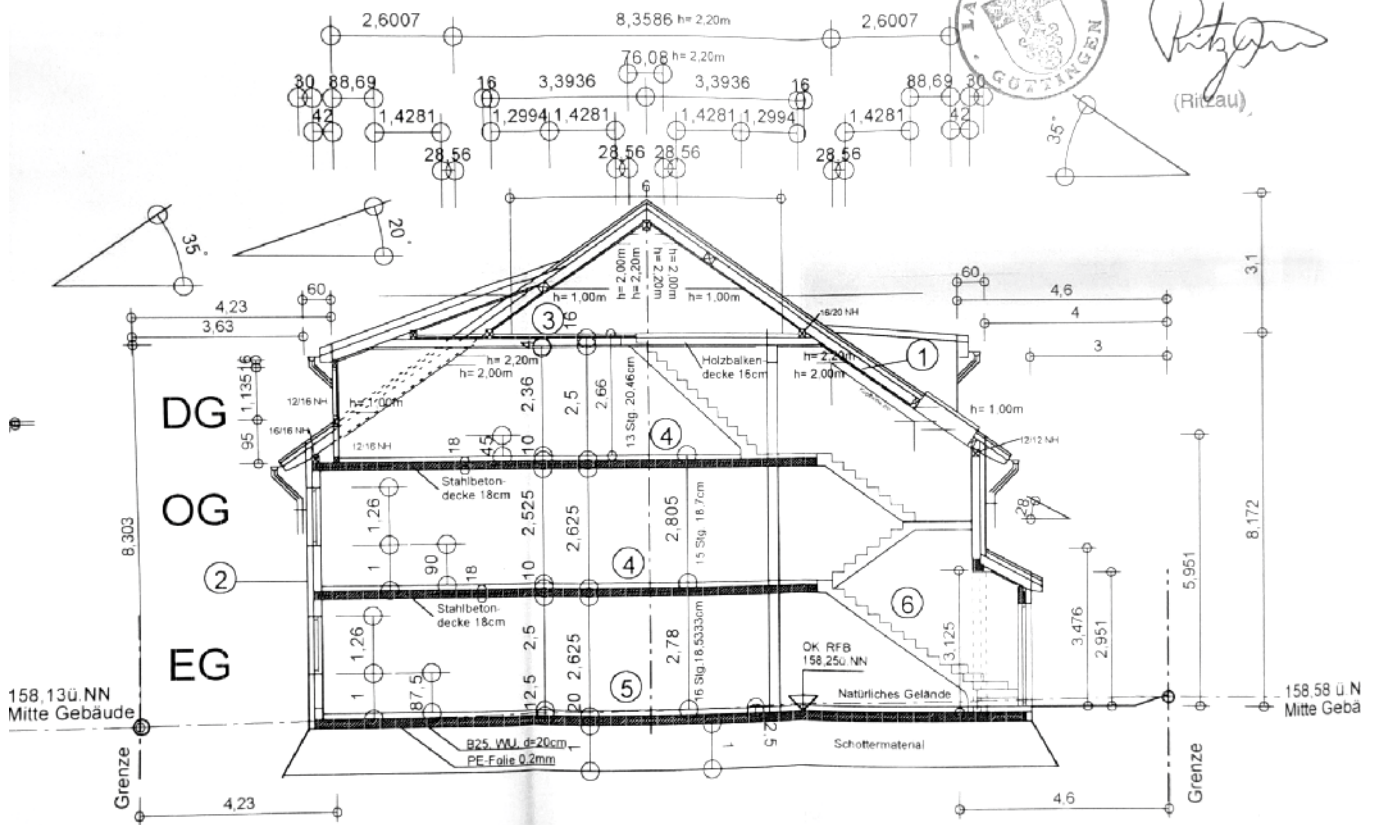 2,6007 8,3586 h= 2,20m 2,6007
LA
GÖTTINGEN
(Ritzau)
76,08 h= 2,20m
30 88,69 16 3,3936 3,3936 16 88,69 30
42 1,4281 1,2994 1,4281 1,4281 1,2994 1,4281 42
28,56 28,56 28,56 28,56
35°
6
35°
20°
60
4,23
3,63
h= 2,00m
h= 2,20m
h= 2,20m
h= 2,00m
h= 1,00m
h= 1,00m
3,1
60
4,6
4
3
3
16
16/20 NH
1
4
h= 2,20m
h= 2,00m
Holzbalken-
decke 16cm
h= 2,20m
h= 2,00m
16
1,135
95
DG
12/16 NH
h= 1,00m
16/16 NH
12/16 NH
2,36
2,5
2,66
13 Stg. 20,46cm
h= 1,00m
12/12 NH
18
45
10
4
Stahlbeton-
decke 18cm
OG
8,303
1,26
1
90
18
2,525
2,625
2,805
15 Stg. 18,7cm
10
4
28
5,951
8,172
2
Stahlbeton-
decke 18cm
6
EG
1,26
1
87,5
2,5
2,625
2,78
16 Stg.18,5333cm
12,5
20
5
3,125
3,476
2,951
OK RFB
158,250.NN
Natürliches Gelände
158,13ü.NN
Mitte Gebäude
158,58 ü.N
Mitte Gebä
B25, WU, d=20cm
PE-Folie 0,2mm
1
1
2,5
Schottermaterial
Grenze
Grenze
4,23
4,6